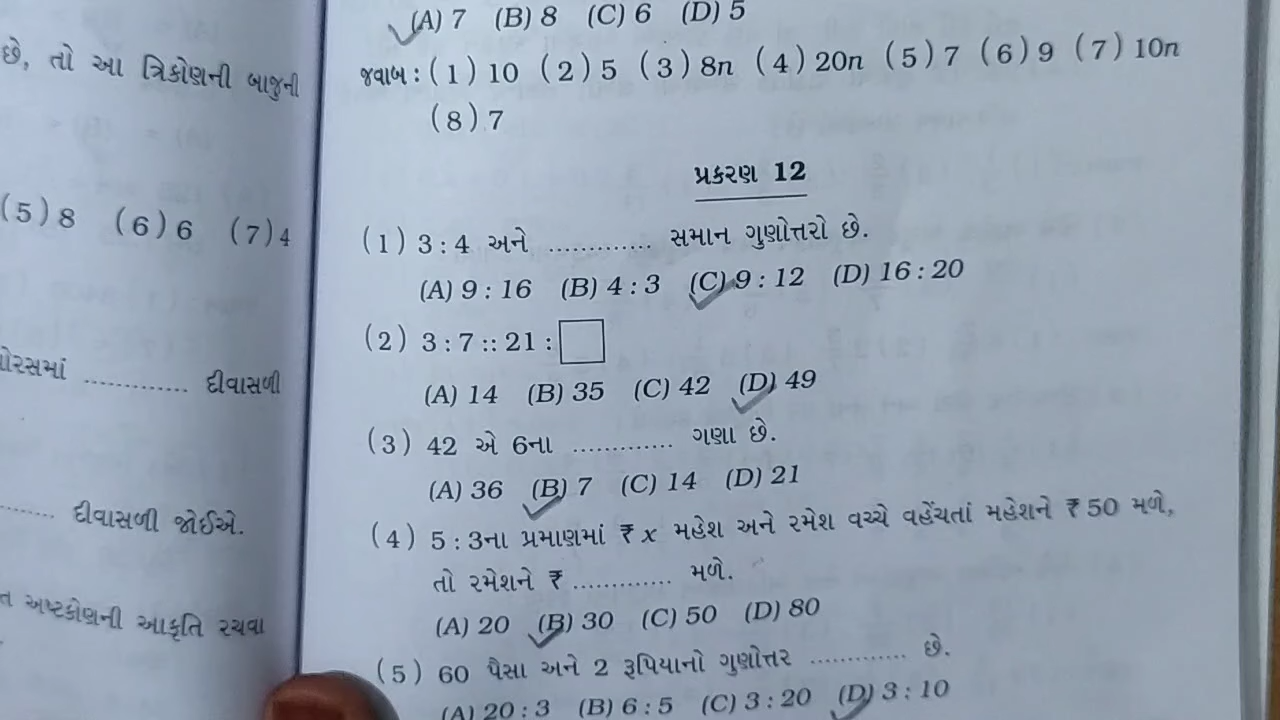 છે, તો આ ત્રિકોણની બાજુની
(5) 8 (6) 6 (7) 4
............. દીવાસળી
........ દીવાસળી જોઈએ.
અષ્ટકોણની આકૃતિ રચવા
(A) 7 (B) 8 (C) 6 (D) 5
જવાબ : (1) 10 (2) 5 (3) 8n (4) 20n (5) 7 (6) 9 (7) 10n
(8) 7
પ્રકરણ 12
(1) 3 : 4 અને ............. સમાન ગુણોત્તરો છે.
(A) 9 : 16 (B) 4 : 3 (C) 9 : 12 (D) 16 : 20
(2) 3 : 7 :: 21 : □
(A) 14 (B) 35 (C) 42 (D) 49
(3) 42 એ 6ના ............. ગણા છે.
(A) 36 (B) 7 (C) 14 (D) 21
(4) 5 : 3ના પ્રમાણમાં ₹ x મહેશ અને રમેશ વચ્ચે વહેંચતાં મહેશને ₹ 50 મળે,
તો રમેશને ₹ ............. મળે.
(A) 20 (B) 30 (C) 50 (D) 80
(5) 60 પૈસા અને 2 રૂપિયાનો ગુણોત્તર ............. છે.
(A) 20 : 3 (B) 6 : 5 (C) 3 : 20 (D) 3 : 10